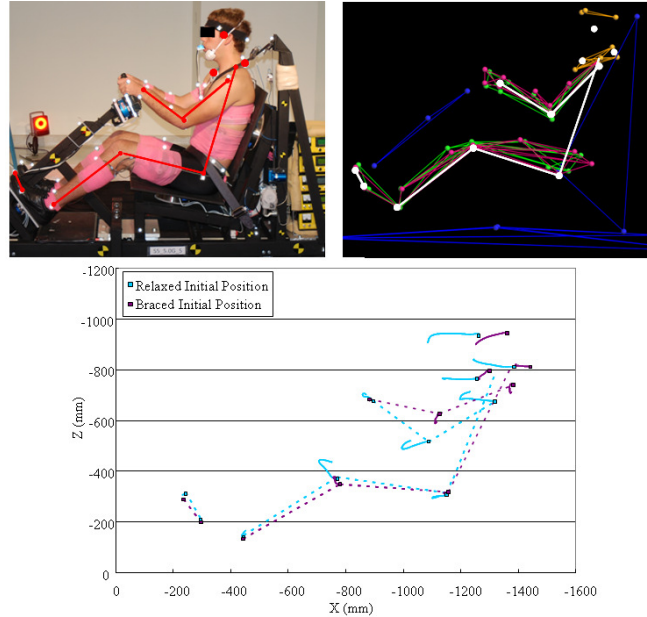 -1200
Relaxed Initial Position
Braced Initial Position
-1000
-800
-600
-400
-200
0
Z (mm)
0 -200 -400 -600 -800 -1000 -1200 -1400 -1600
X (mm)